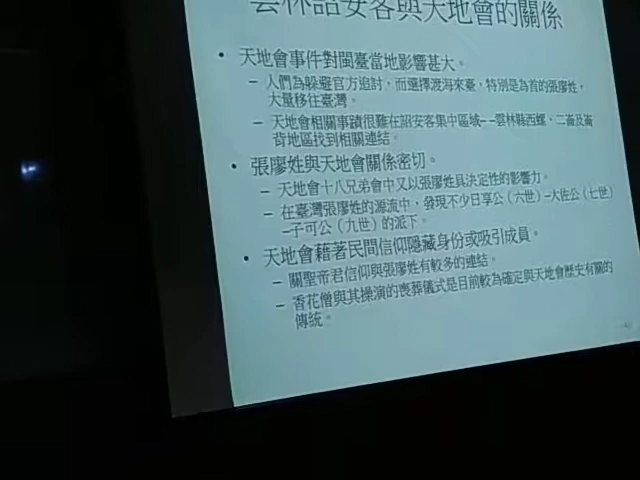 雲林詔安客與天地會的關係
• 天地會事件對閩臺當地影響甚大。
– 人們為躲避官方追討，而選擇渡海來臺，特別是為首的張廖姓，
大量移往臺灣。
– 天地會相關事蹟很難在詔安客集中區域--雲林縣西螺、二崙及崙
背地區找到相關連結。
• 張廖姓與天地會關係密切。
– 天地會十八兄弟會中又以張廖姓具決定性的影響力。
– 在臺灣張廖姓的源流中，發現不少日享公（六世）–大佐公（七世）
–子可公（九世）的派下。
• 天地會藉著民間信仰隱藏身份或吸引成員。
– 關聖帝君信仰與張廖姓有較多的連結。
– 香花僧與其操演的喪葬儀式是目前較為確定與天地會歷史有關的
傳統。